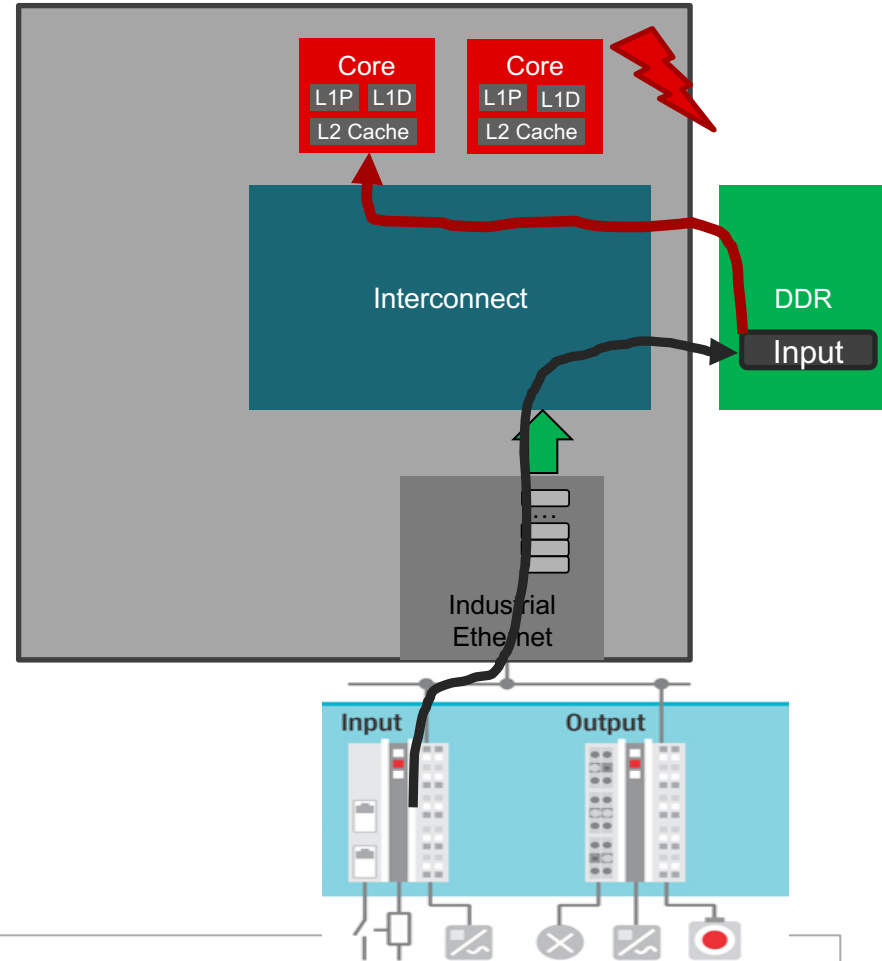 Core
L1P L1D
L2 Cache
Core
L1P L1D
L2 Cache
Interconnect
DDR
Input
...
Industrial
Ethernet
Input
Output